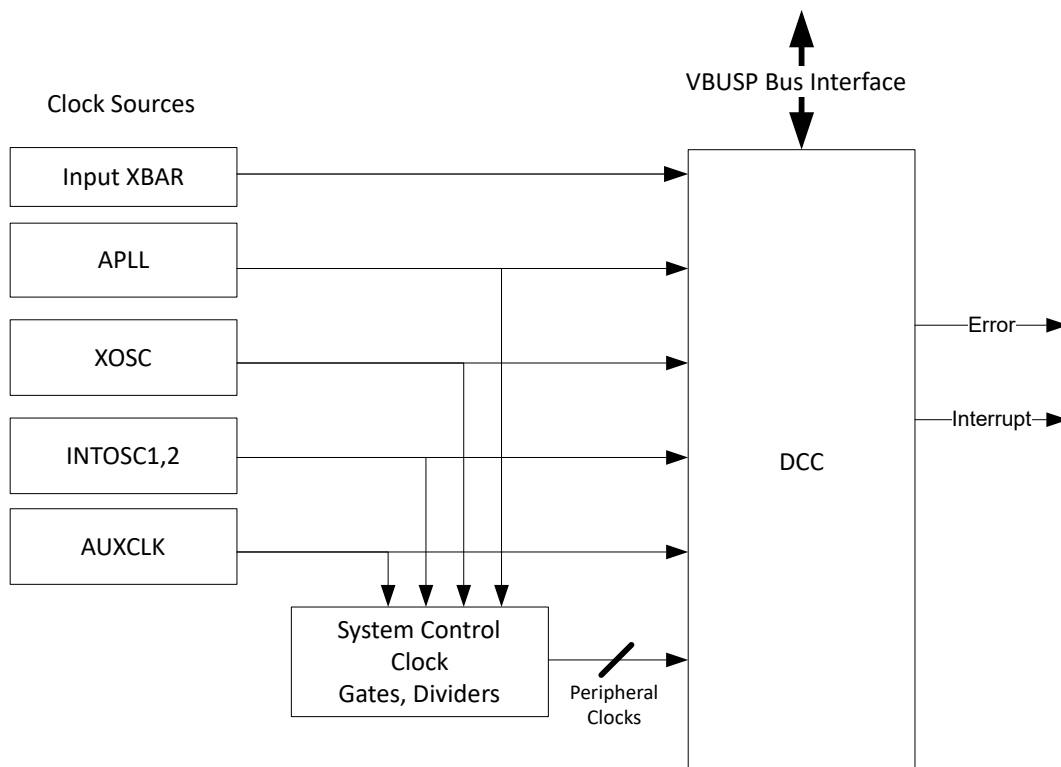 VBUSP Bus Interface
Clock Sources
Input XBAR
APLL
XOSC
INTOSC1,2
AUXCLK
System Control
Clock
Gates, Dividers
Peripheral
Clocks
DCC
Error
Interrupt